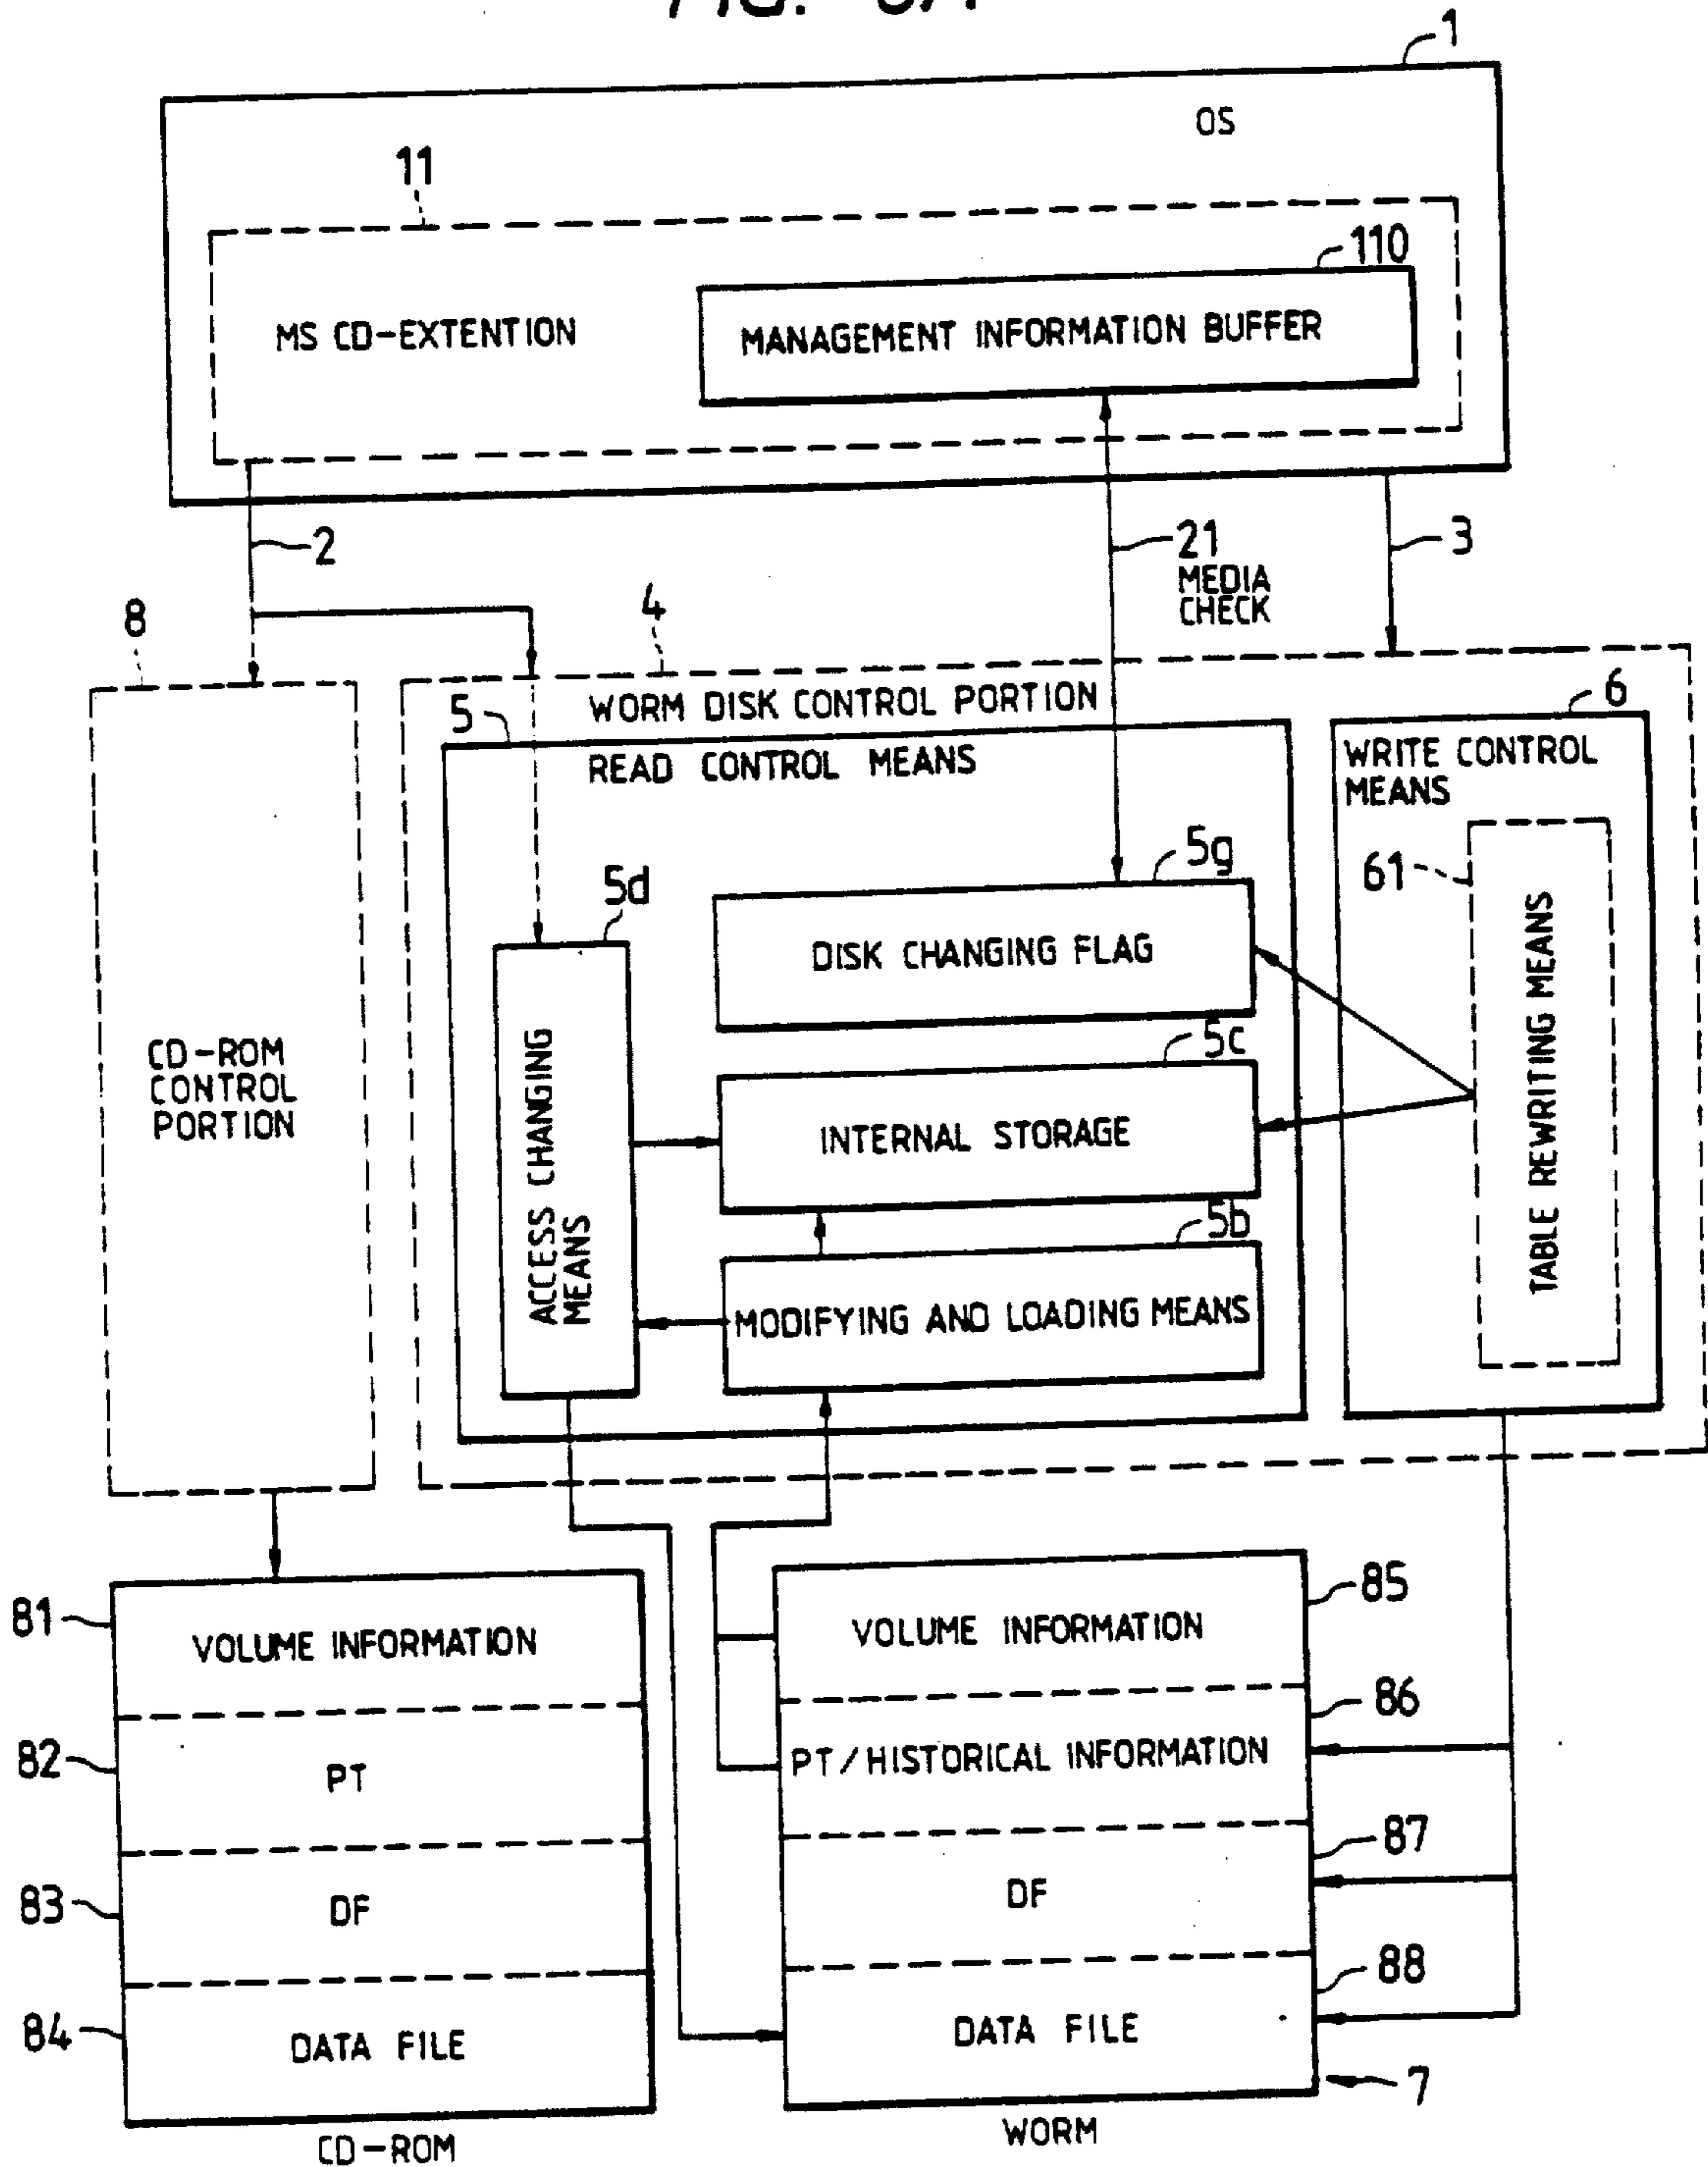 1
OS
11
110
MS CD-EXTENTION
MANAGEMENT INFORMATION BUFFER
2
21
MEDIA
CHECK
3
8
4
WORM DISK CONTROL PORTION
5
READ CONTROL MEANS
6
WRITE CONTROL
MEANS
5d
5g
61
DISK CHANGING FLAG
TABLE REWRITING MEANS
CD-ROM
CONTROL
PORTION
ACCESS CHANGING
MEANS
5c
INTERNAL STORAGE
5b
MODIFYING AND LOADING MEANS
81
VOLUME INFORMATION
82
PT
83
DF
84
DATA FILE
CD-ROM
85
VOLUME INFORMATION
86
PT/HISTORICAL INFORMATION
87
DF
88
DATA FILE
7
WORM